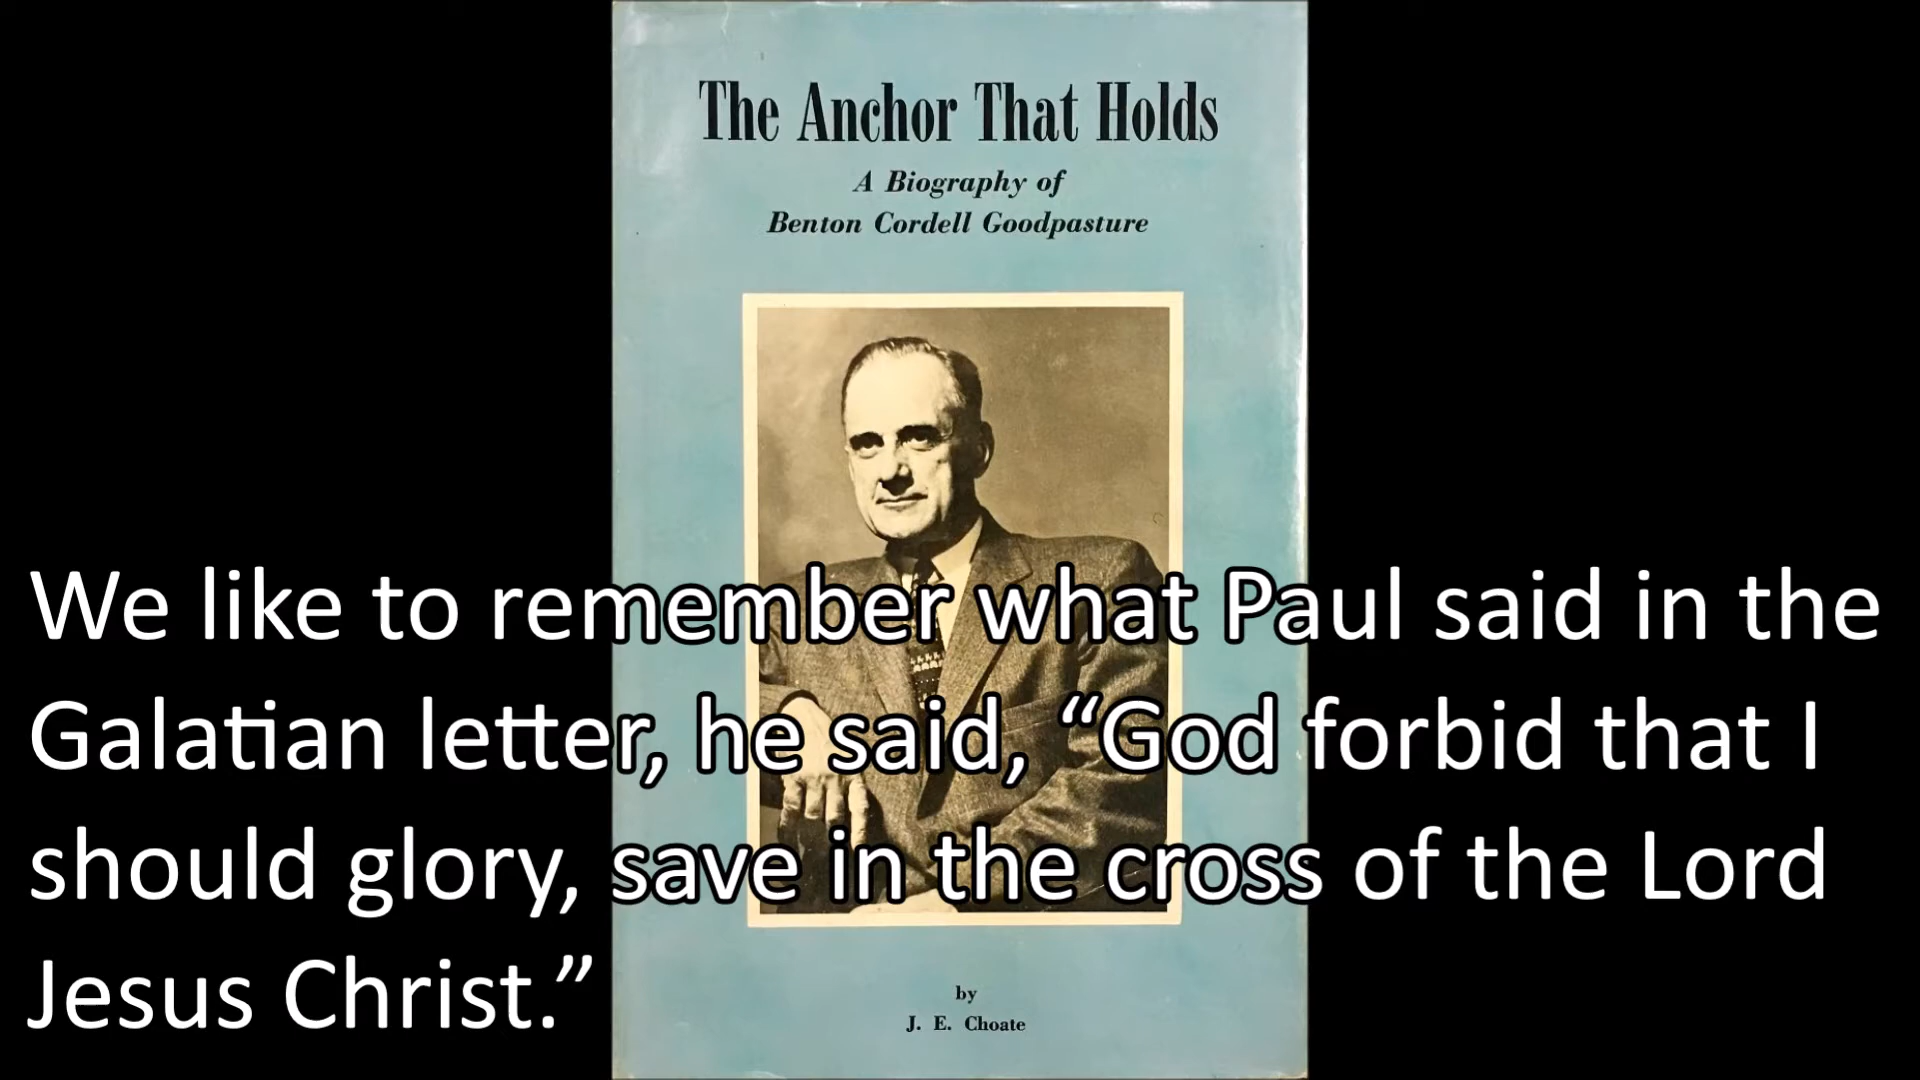 The Anchor That Holds
A Biography of
Benton Cordell Goodpasture
We like to remember what Paul said in the
Galatian letter, he said, “God forbid that I
should glory, save in the cross of the Lord
Jesus Christ.”
by
J. E. Choate